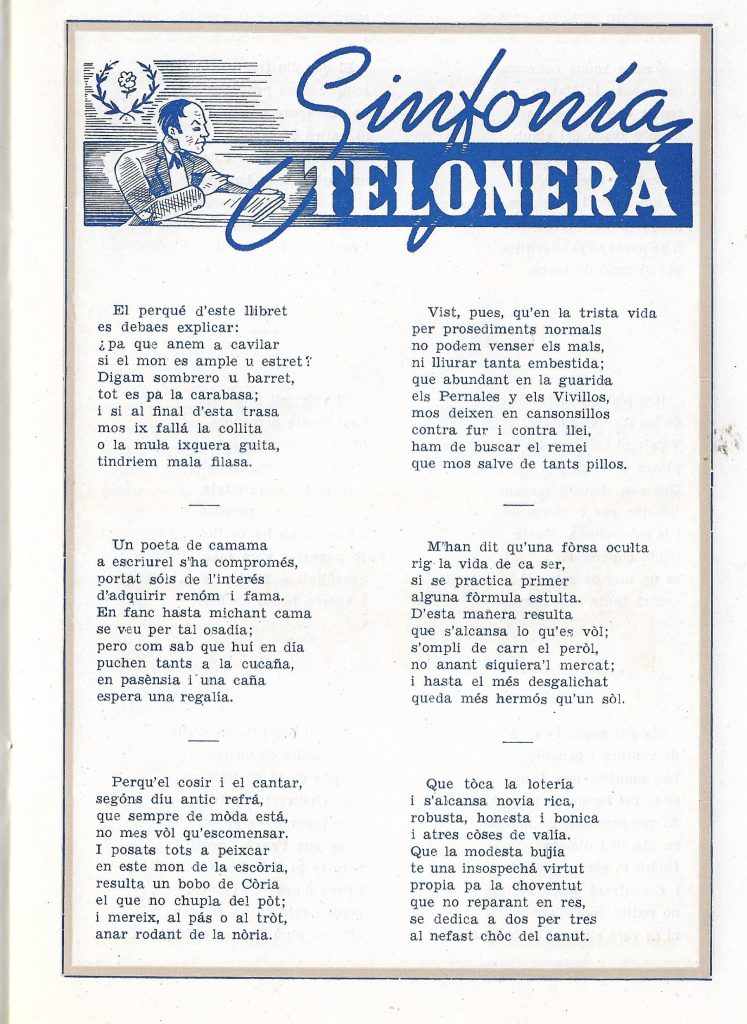 Sinfonía
TELONERA
El perqué d'este llibret
es debaes explicar:
¿pa que anem a cavilar
si el mon es ample u estret?
Digam sombrero u barret,
tot es pa la carabasa;
i si al final d'esta trasa
mos ix fallá la collita
o la mula ixquera guita,
tindriem mala filasa.
Un poeta de camama
a escriurel s'ha compromés,
portat sóis de l'interés
d'adquirir renóm i fama.
En fanc hasta michant cama
se veu per tal osadía;
pero com sab que huí en día
puchen tants a la cucaña,
en pasènsia i una caña
espera una regalía.
Perqu'el cosir i el cantar,
segóns díu antic refrá,
que sempre de mòda está,
no mes vòl qu'escomensar.
I posats tots a peixcar
en este mon de la escòria,
resulta un bobo de Còria
el que no chupla del pòt;
i mereix, al pás o al tròt,
anar rodant de la nòria.
Vist, pues, qu'en la trista vida
per prosediments normals
no podem venser els mals,
ni lliurar tanta embestida;
que abundant en la guarida
els Pernales y els Vivillos,
mos deixen en cansonsillos
contra fur i contra llei,
ham de buscar el remei
que mos salve de tants pillos.
M'han dit qu'una fòrsa oculta
rig la vida de ca ser,
si se practica primer
alguna fòrmula estulta.
D'esta mañera resulta
que s'alcansa lo qu'es vòl;
s'ompli de carn el peròl,
no anant siquiera'l mercat;
i hasta el més desgalichat
queda més hermós qu'un sòl.
Que tòca la lotería
i s'alcansa novia rica,
robusta, honesta i bonica
i atres còses de valía.
Que la modesta bujía
te una insospechá virtut
propia pa la choventut
que no reparant en res,
se dedica a dos per tres
al nefast chòc del canut.